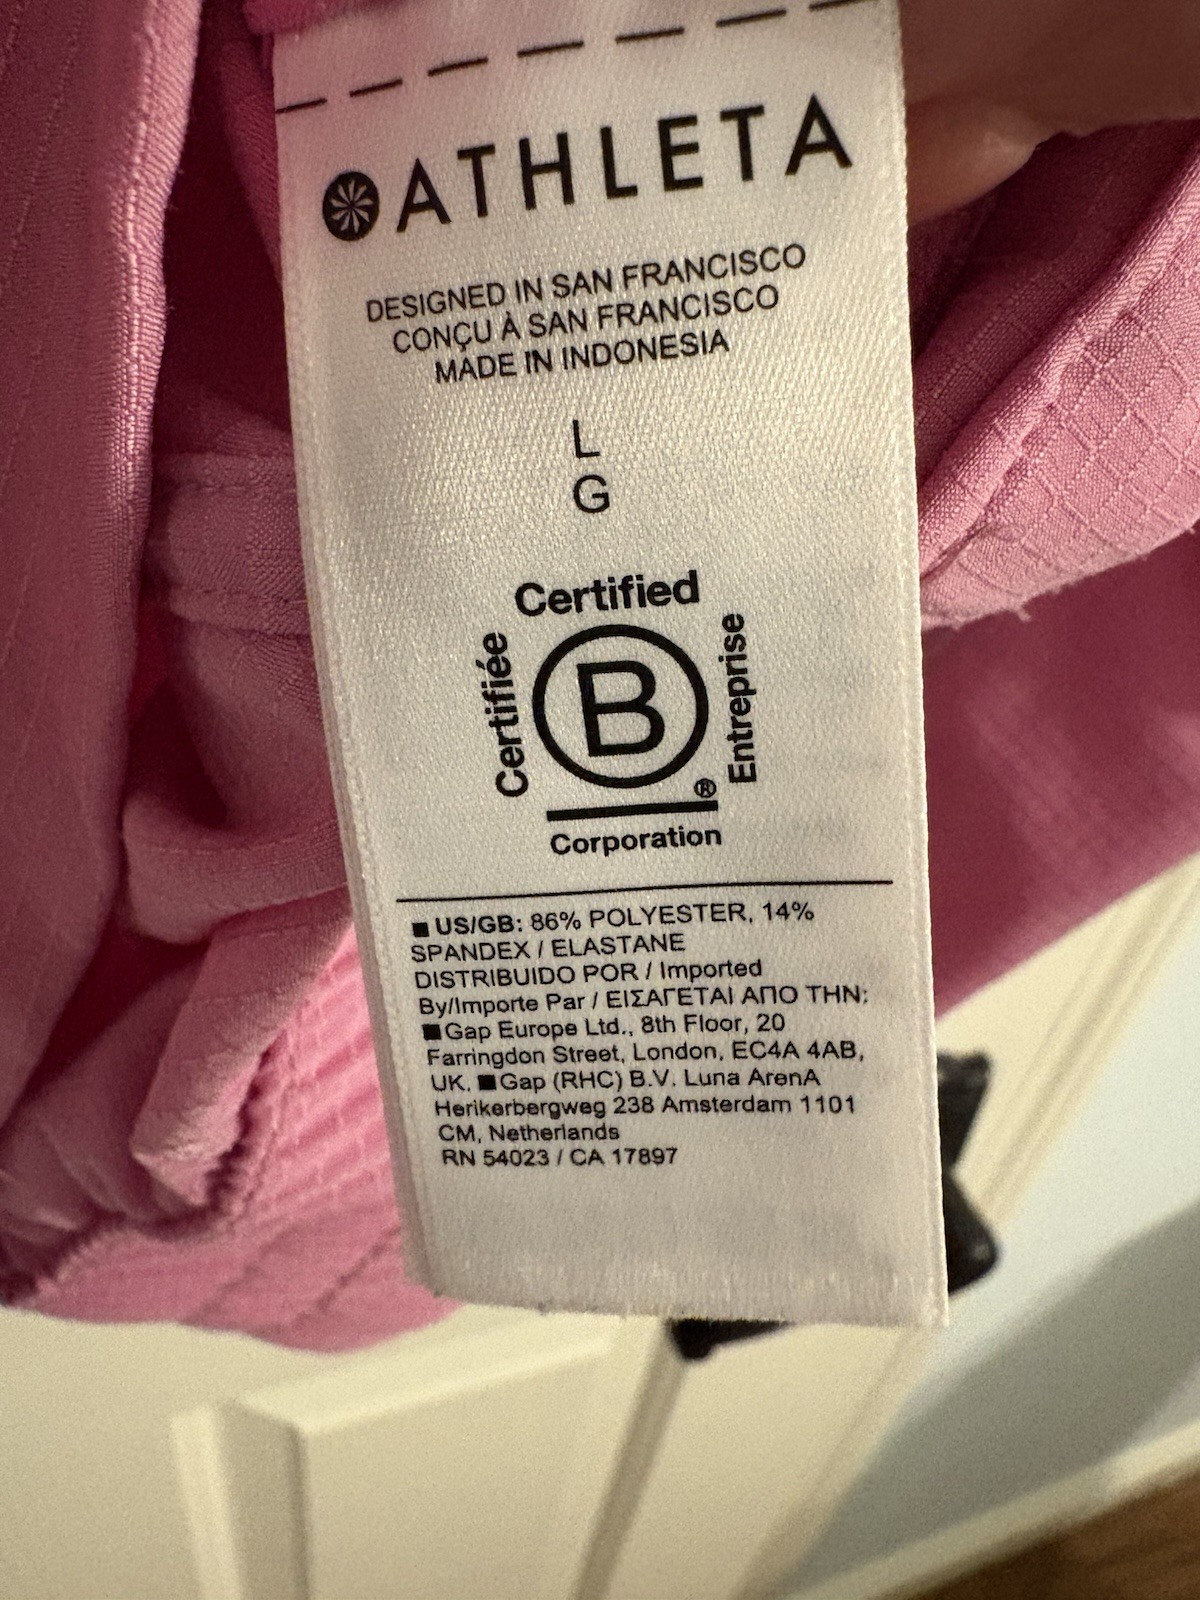 ATHLETA
DESIGNED IN SAN FRANCISCO
CONÇU À SAN FRANCISCO
MADE IN INDONESIA
L
G
Certified
Certifiée
B
Entreprise
®
Corporation
■ US/GB: 86% POLYESTER, 14%
SPANDEX / ELASTANE
DISTRIBUIDO POR / Imported
By/Importe Par / ΕΙΣΑΓΕΤΑΙ ΑΠΟ ΤΗΝ:
■Gap Europe Ltd., 8th Floor, 20
Farringdon Street, London, EC4A 4AB,
UK. ■Gap (RHC) B.V. Luna ArenA
Herikerbergweg 238 Amsterdam 1101
CM, Netherlands
RN 54023 / CA 17897